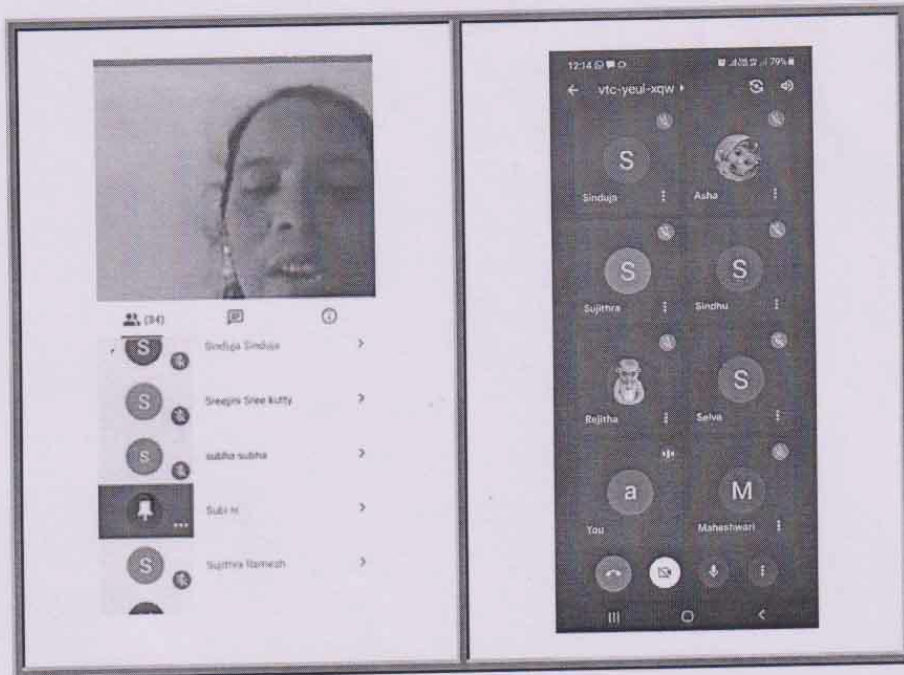 (34)
S
Sinduja Sinduja
S
Sreejini Sree kutty
S
subha subha
Subi H
S
Sujithra Ramesh
12:14
79%
vtc-yeui-xqw
S
Sinduja
Asha
S
Sujithra
S
Sindhu
Rejitha
S
Selva
a
You
M
Maheshwari